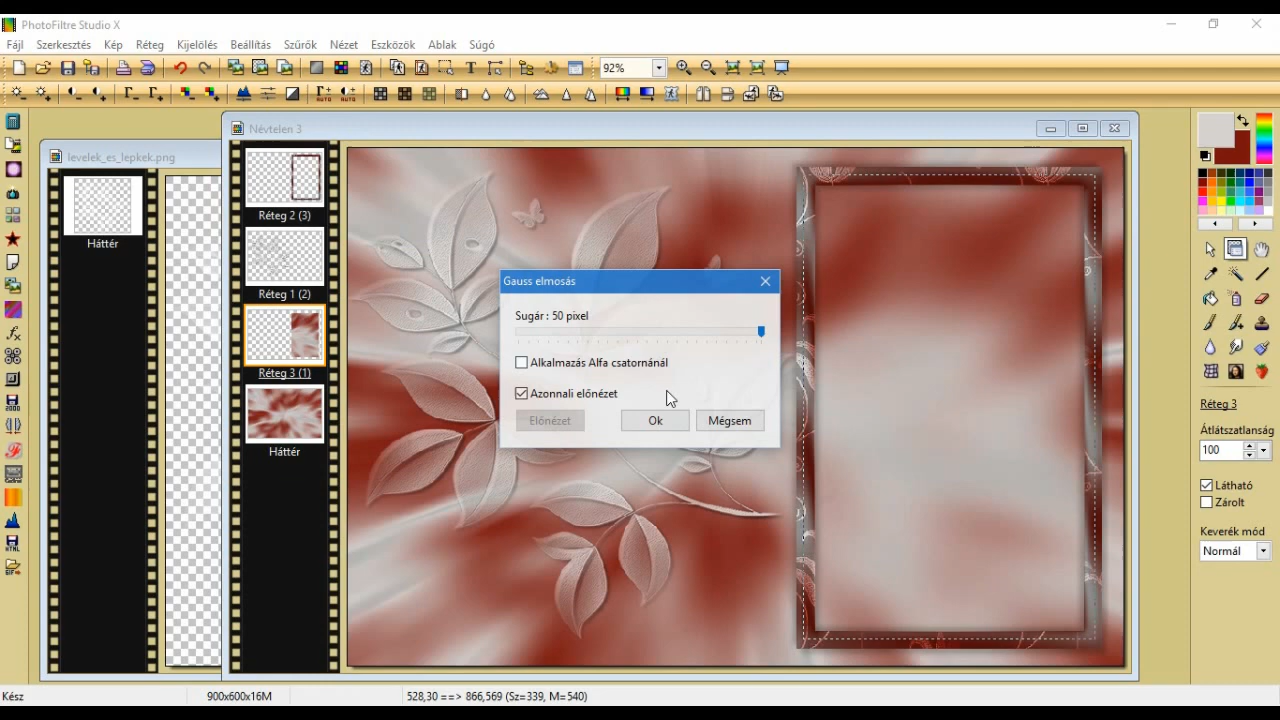 PhotoFiltre Studio X
Fájl Szerkesztés Kép Réteg Kijelölés Beállítás Szűrők Nézet Eszközök Ablak Súgó
92%
AUTO AUTO
Névtelen 3
levelek_es_lepkek.png
Háttér
Réteg 2 (3)
Réteg 1 (2)
Réteg 3 (1)
Háttér
Gauss elmosás
Sugár : 50 pixel
Alkalmazás Alfa csatornánál
Azonnali előnézet
Előnézet Ok Mégsem
Réteg 3
Átlátszatlanság
100
Látható
Zárolt
Keverék mód
Normál
Kész 900x600x16M 528,30 ==> 866,569 (Sz=339, M=540)